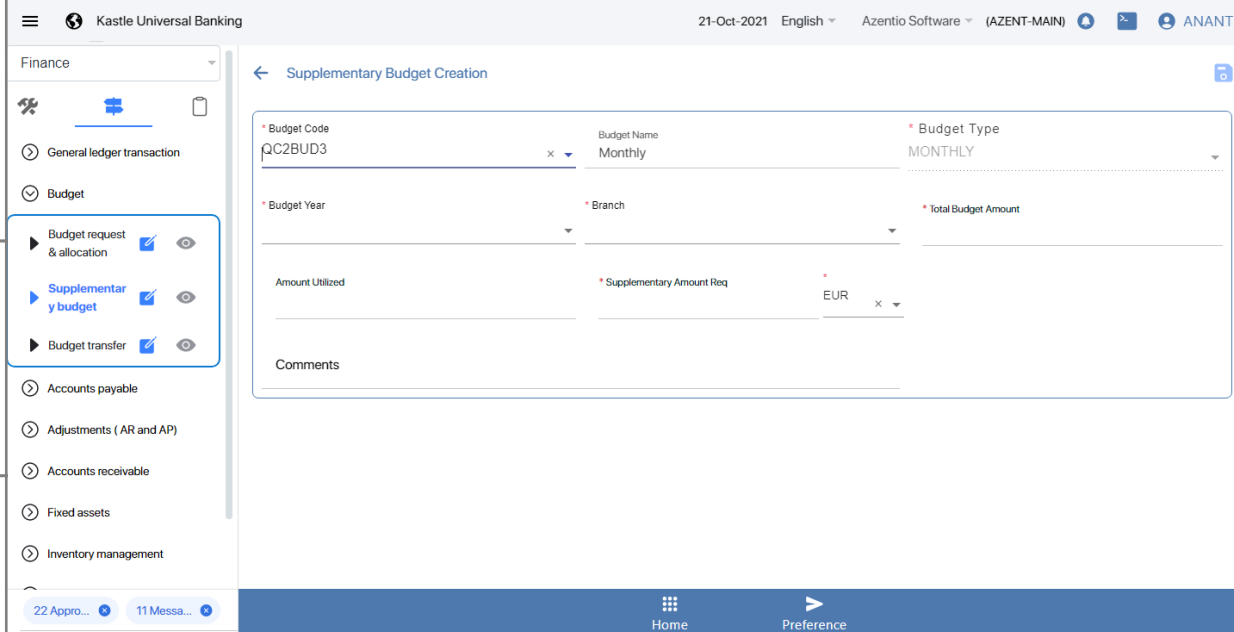 Kastle Universal Banking
21-Oct-2021 English Azentio Software (AZENT-MAIN) ANANT
Finance
General ledger transaction
Budget
Budget request
& allocation
Supplementar
y budget
Budget transfer
Accounts payable
Adjustments ( AR and AP)
Accounts receivable
Fixed assets
Inventory management
22 Appro...
11 Messa...
Supplementary Budget Creation
* Budget Code
QC2BUD3
Budget Name
Monthly
* Budget Type
MONTHLY
* Budget Year
* Branch
* Total Budget Amount
Amount Utilized
* Supplementary Amount Req
*
EUR
Comments
Home
Preference